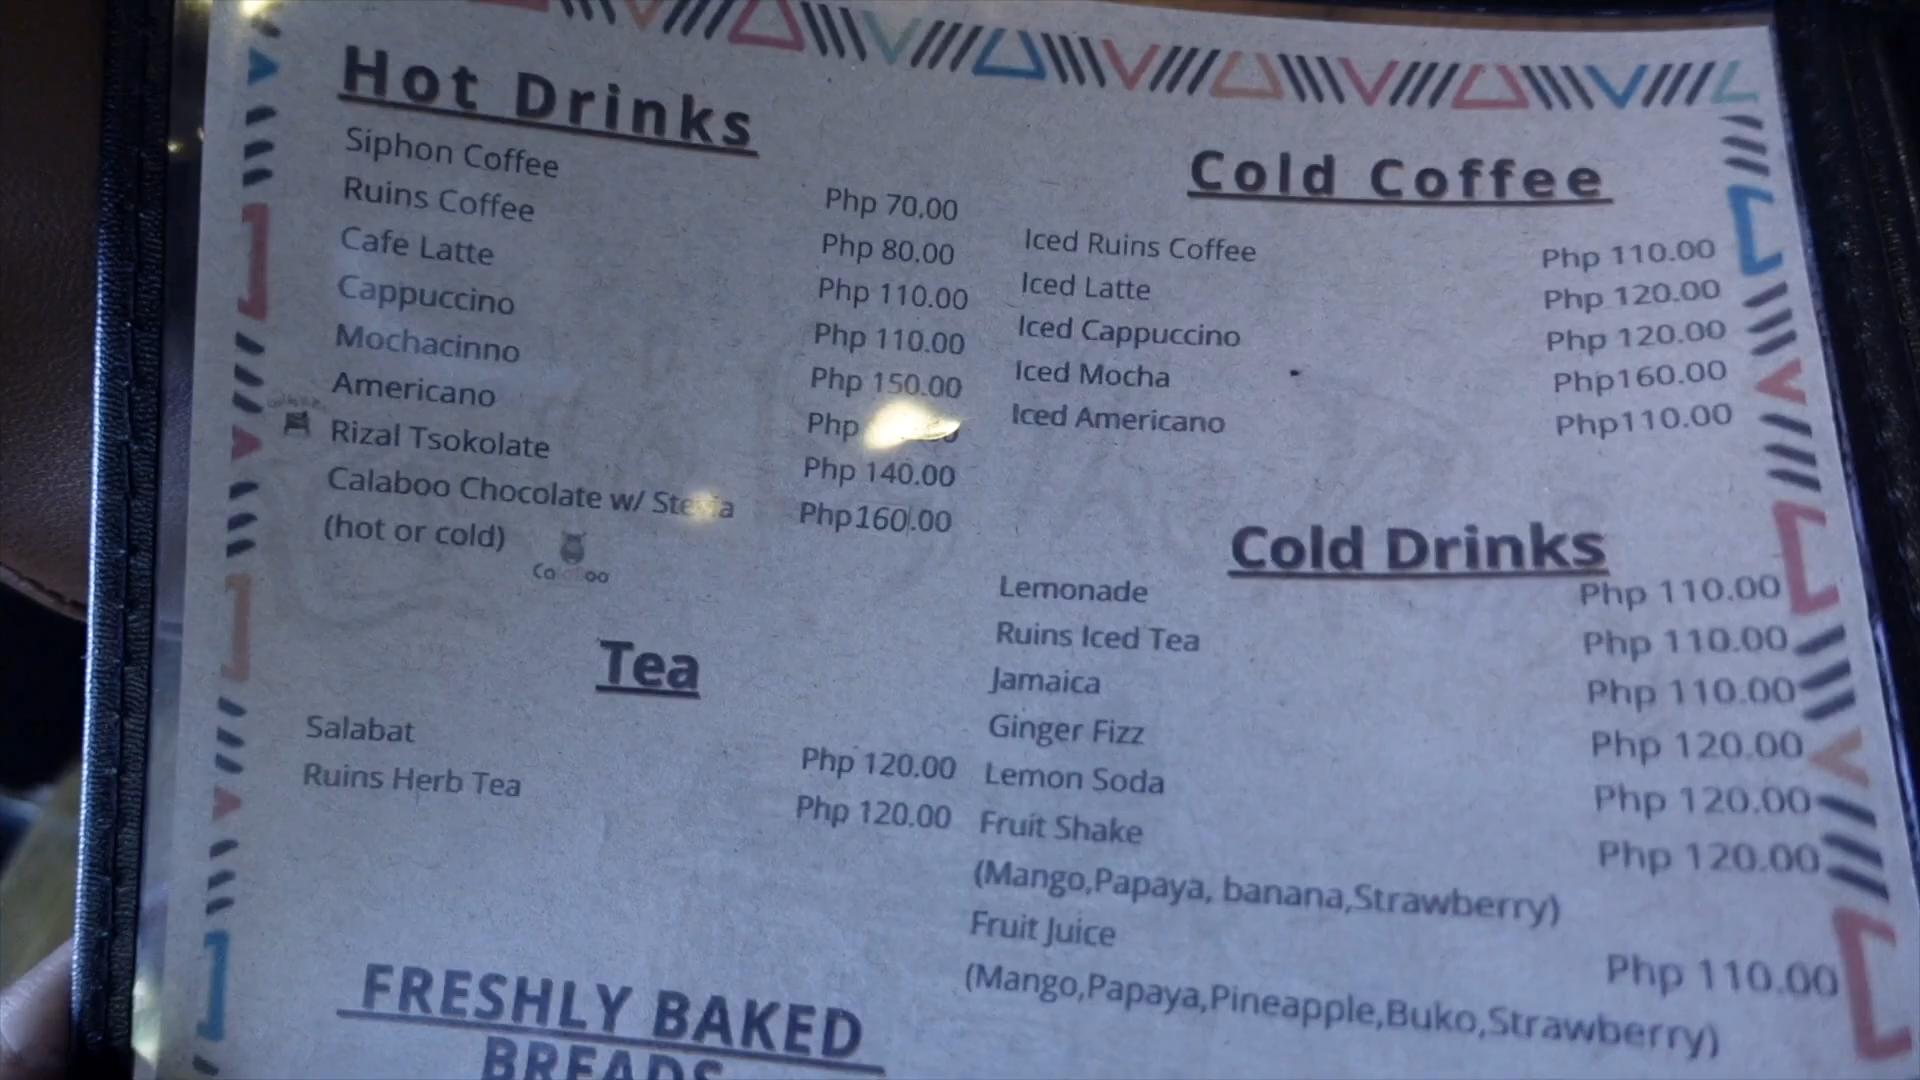 Hot Drinks
Siphon Coffee Php 70.00
Ruins Coffee Php 80.00
Cafe Latte Php 110.00
Cappuccino Php 110.00
Mochacinno Php 150.00
Americano Php
Rizal Tsokolate Php 140.00
Calaboo Chocolate w/ Stevia Php160.00
(hot or cold)
Tea
Salabat Php 120.00
Ruins Herb Tea Php 120.00
FRESHLY BAKED
BREADS
Cold Coffee
Iced Ruins Coffee Php 110.00
Iced Latte Php 120.00
Iced Cappuccino Php 120.00
Iced Mocha Php160.00
Iced Americano Php110.00
Cold Drinks
Lemonade Php 110.00
Ruins Iced Tea Php 110.00
Jamaica Php 110.00
Ginger Fizz Php 120.00
Lemon Soda Php 120.00
Fruit Shake Php 120.00
(Mango,Papaya, banana,Strawberry)
Fruit Juice Php 110.00
(Mango,Papaya,Pineapple,Buko,Strawberry)